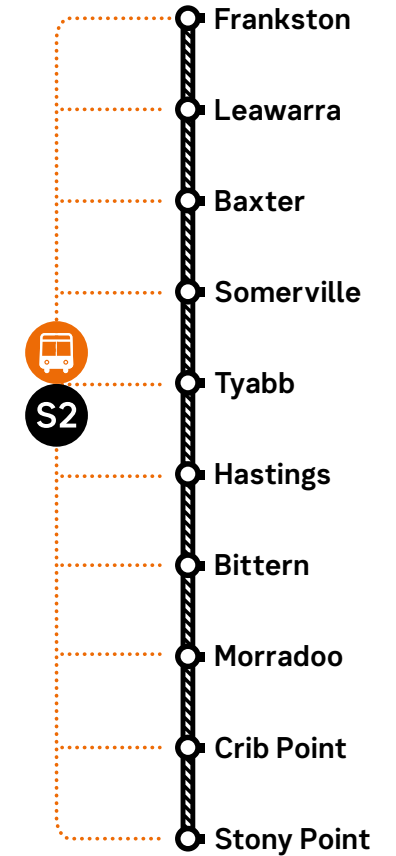 Frankston
Leawarra
Baxter
Somerville
Tyabb
S2
Hastings
Bittern
Morradoo
Crib Point
Stony Point